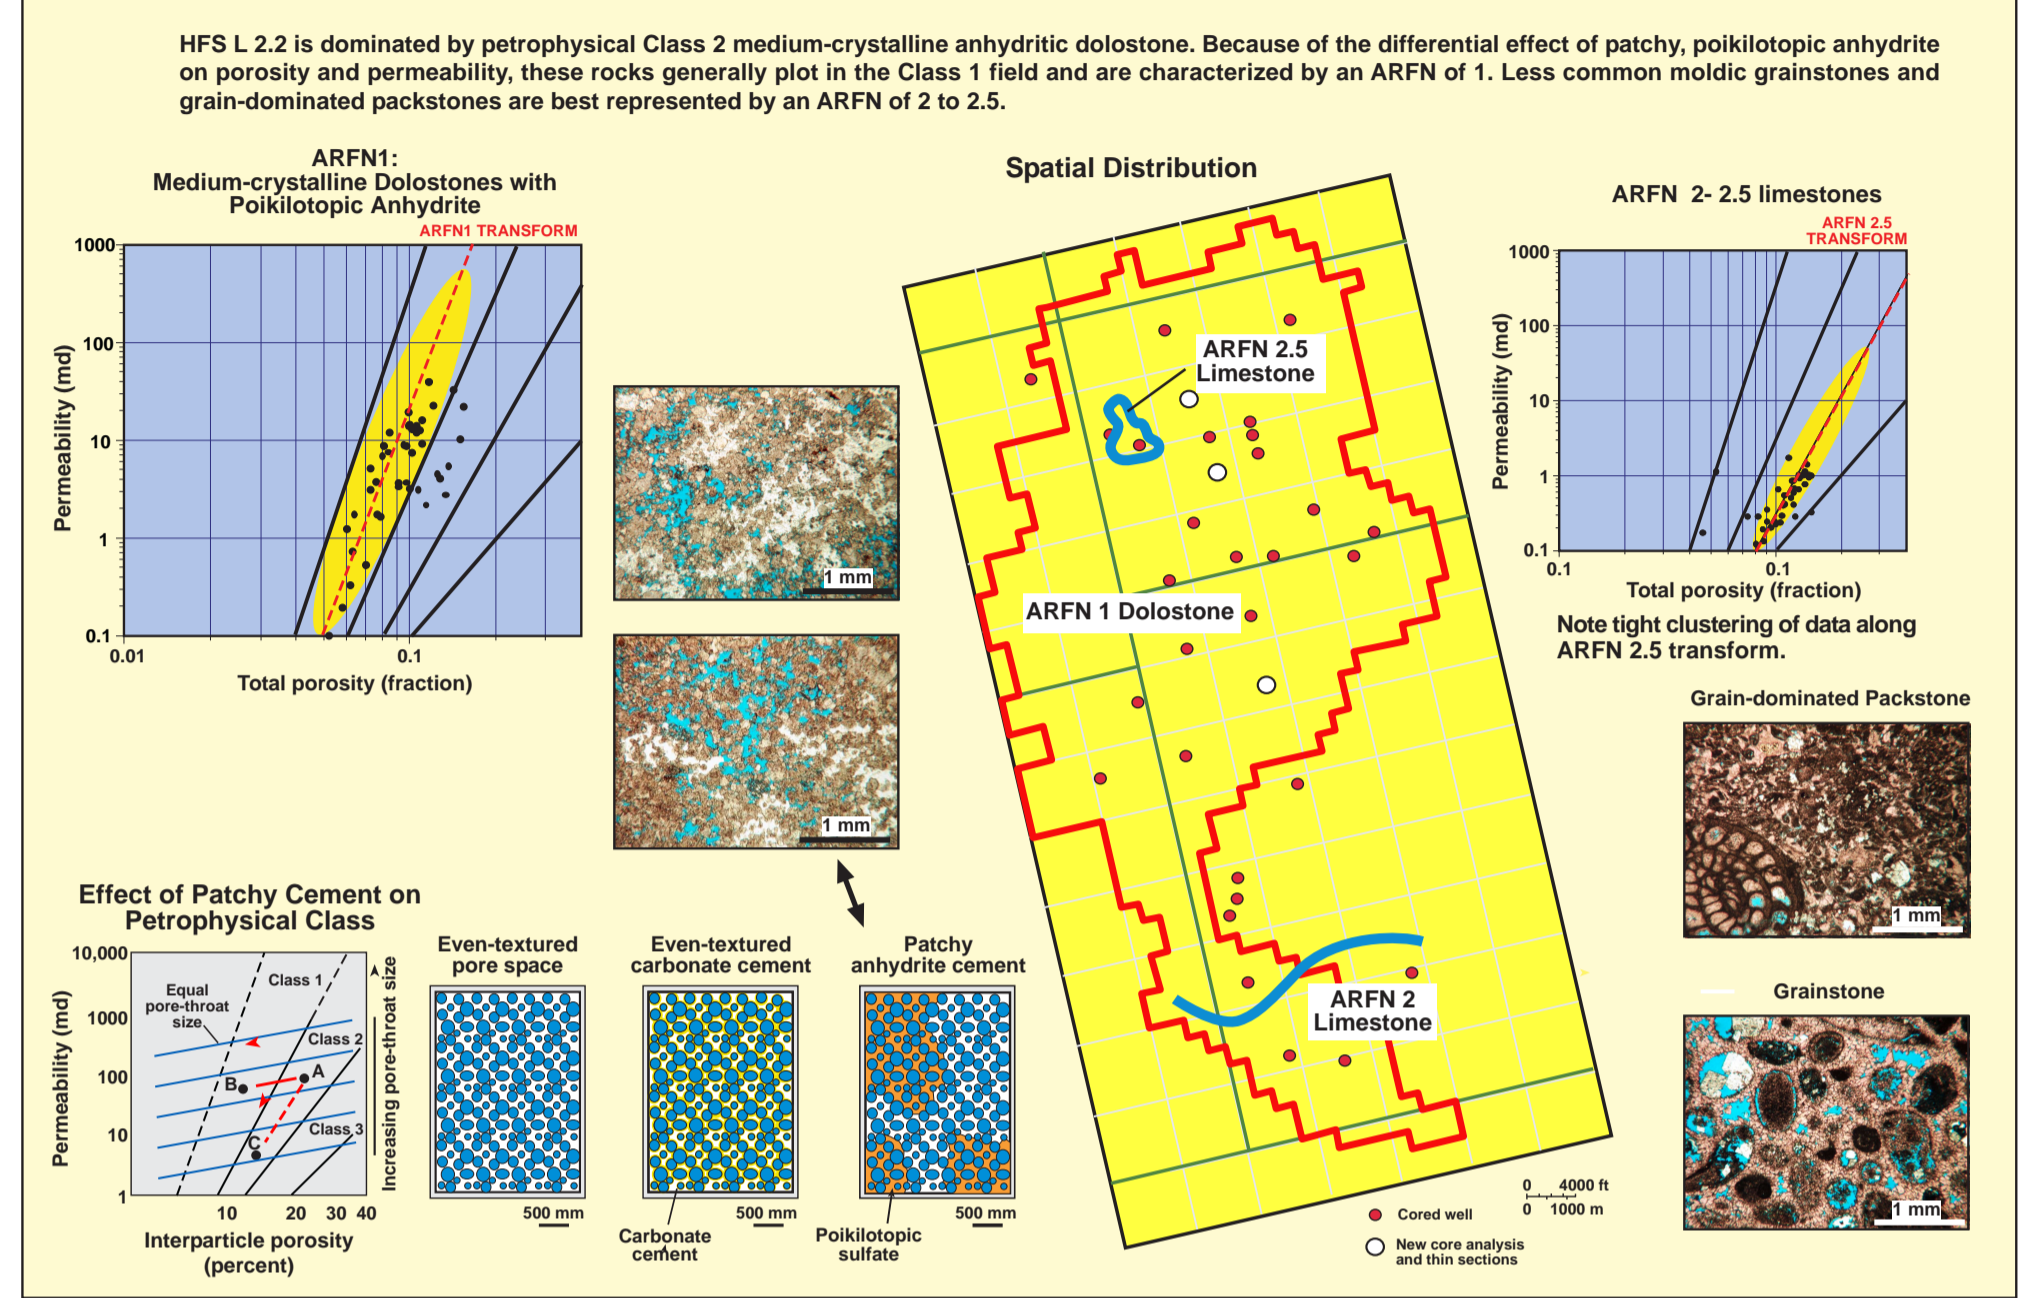 HFS L 2.2 is dominated by petrophysical Class 2 medium-crystalline anhydritic dolostone. Because of the differential effect of patchy, poikilotopic anhydrite
on porosity and permeability, these rocks generally plot in the Class 1 field and are characterized by an ARFN of 1. Less common moldic grainstones and
grain-dominated packstones are best represented by an ARFN of 2 to 2.5.
ARFN1:
Medium-crystalline Dolostones with
Poikilotopic Anhydrite
ARFN1 TRANSFORM
1000
100
10
1
0.1
0.01
0.1
Permeability (md)
Total porosity (fraction)
1 mm
1 mm
Spatial Distribution
ARFN 2.5
Limestone
ARFN 1 Dolostone
ARFN 2
Limestone
0 4000 ft
0 1000 m
Cored well
New core analysis
and thin sections
ARFN 2- 2.5 limestones
ARFN 2.5
TRANSFORM
1000
100
10
1
0.1
0.1
0.1
Permeability (md)
Total porosity (fraction)
Note tight clustering of data along
ARFN 2.5 transform.
Grain-dominated Packstone
1 mm
Grainstone
1 mm
Effect of Patchy Cement on
Petrophysical Class
10,000
1000
100
10
1
Permeability (md)
Equal
pore-throat
size
Class 1
Class 2
Class 3
A
B
C
Increasing pore-throat size
10 20 30 40
Interparticle porosity
(percent)
Even-textured
pore space
500 mm
Even-textured
carbonate cement
500 mm
Carbonate
cement
Patchy
anhydrite cement
500 mm
Poikilotopic
sulfate